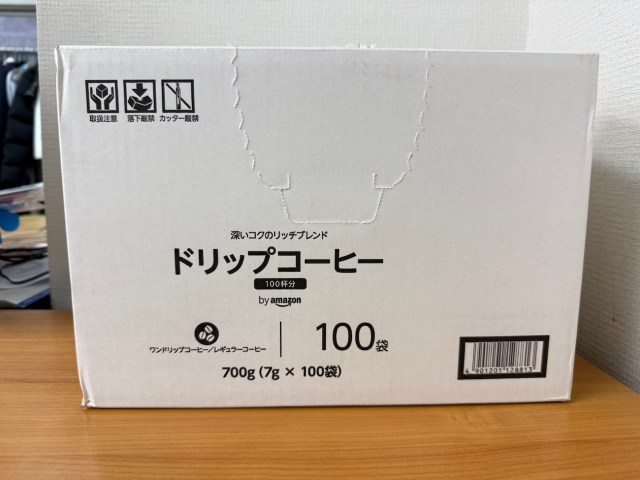 取扱注意 落下厳禁 カッター厳禁
深いコクのリッチブレンド
ドリップコーヒー
100杯分
by amazon
ワンドリップコーヒー/レギュラーコーヒー
100袋
700g (7g × 100袋)
4 901201 128813